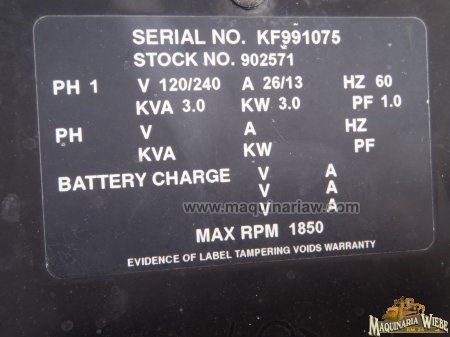 SERIAL NO. KF991075
STOCK NO. 902571
PH 1 V 120/240 A 26/13 HZ 60
KVA 3.0 KW 3.0 PF 1.0
PH V A HZ
KVA KW PF
BATTERY CHARGE V A
V A
www.maquinariaw.com
V A
MAX RPM 1850
EVIDENCE OF LABEL TAMPERING VOIDS WARRANTY
MAQUINARIA WIEBE